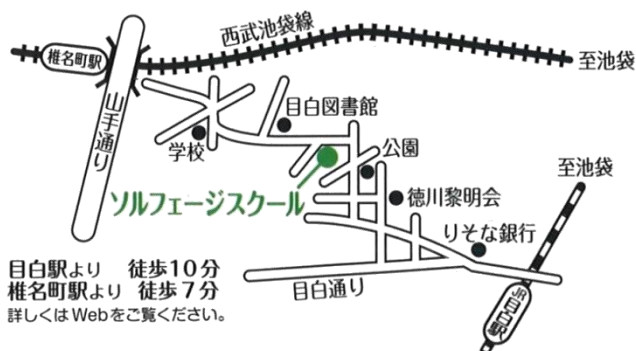 西武池袋線
椎名町駅
至池袋
山手通り
目白図書館
学校
公園
至池袋
ソルフェージスクール
徳川黎明会
りそな銀行
目白駅より 徒歩10分
椎名町駅より 徒歩7分
詳しくはWebをご覧ください。
目白通り
JR目白駅